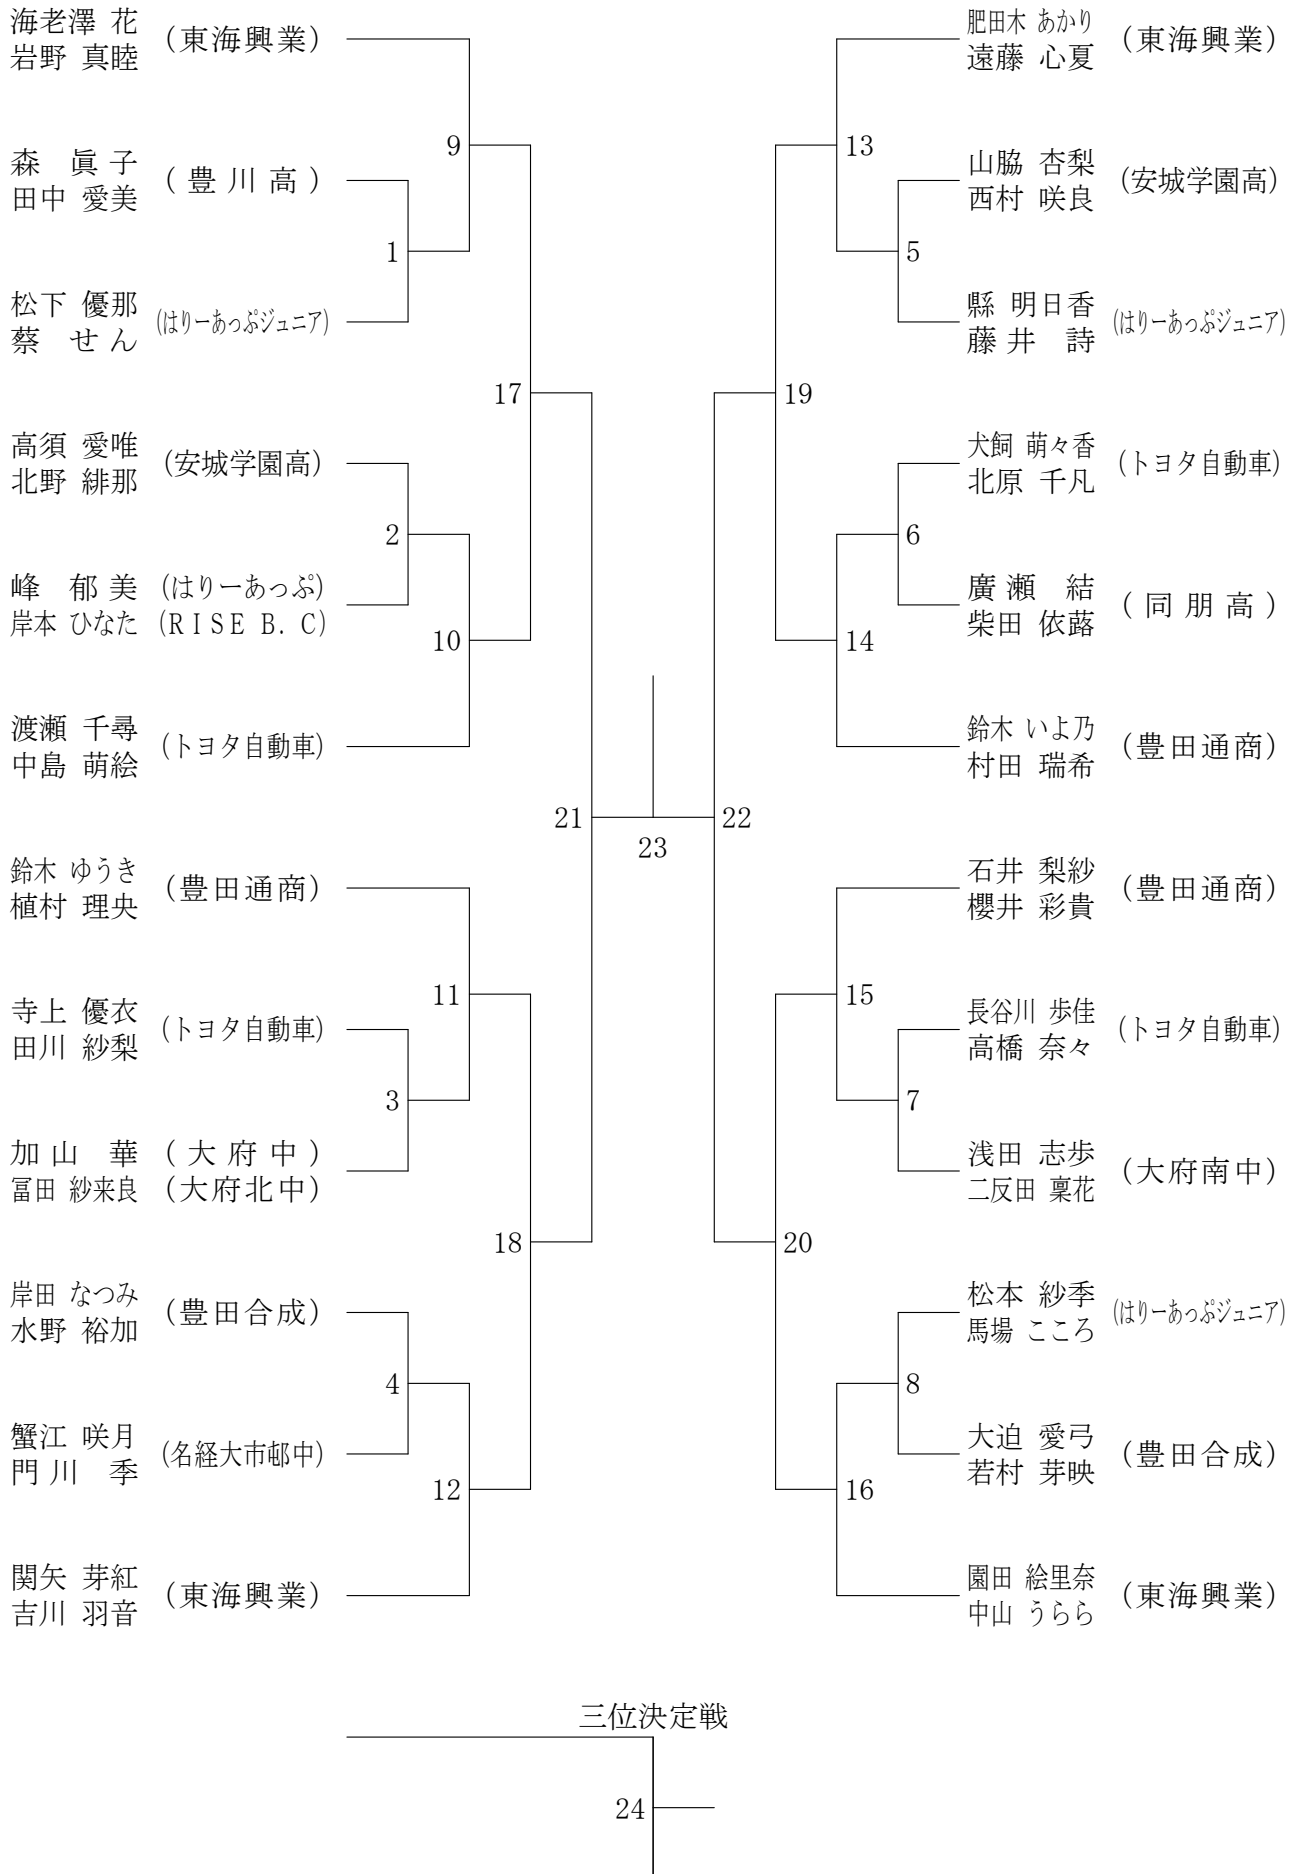 海老澤 花
岩野 真睦
(東海興業)
9
森 眞子
田中 愛美
(豊川高)
1
松下 優那
蔡 せん
(はりーあっぷジュニア)
17
高須 愛唯
北野 緋那
(安城学園高)
2
峰 郁美 (はりーあっぷ)
岸本 ひなた (RISE B.C)
10
渡瀬 千尋
中島 萌絵
(トヨタ自動車)
21
鈴木 ゆうき
植村 理央
(豊田通商)
11
寺上 優衣
田川 紗梨
(トヨタ自動車)
3
加山 華 (大府中)
冨田 紗来良 (大府北中)
18
岸田 なつみ
水野 裕加
(豊田合成)
4
蟹江 咲月
門川 季
(名経大市邨中)
12
関矢 芽紅
吉川 羽音
(東海興業)
23
肥田木 あかり
遠藤 心夏
(東海興業)
13
山脇 杏梨
西村 咲良
(安城学園高)
5
縣 明日香
藤井 詩
(はりーあっぷジュニア)
19
犬飼 萌々香
北原 千凡
(トヨタ自動車)
6
廣瀬 結
柴田 依蕗
(同朋高)
14
鈴木 いよ乃
村田 瑞希
(豊田通商)
22
石井 梨紗
櫻井 彩貴
(豊田通商)
15
長谷川 歩佳
高橋 奈々
(トヨタ自動車)
7
浅田 志歩
二反田 稟花
(大府南中)
20
松本 紗季
馬場 こころ
(はりーあっぷジュニア)
8
大迫 愛弓
若村 芽映
(豊田合成)
16
園田 絵里奈
中山 うらら
(東海興業)
三位決定戦
24